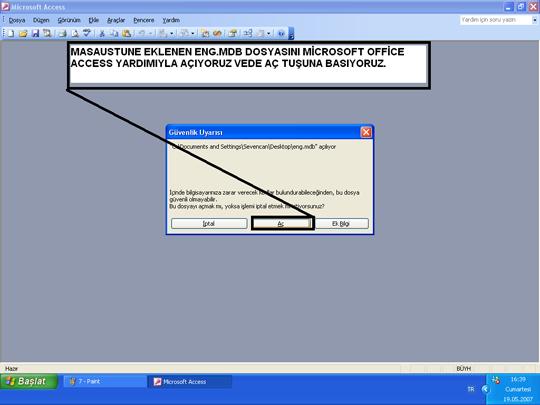 Microsoft Access
Dosya Düzen Görünüm Ekle Araçlar Pencere Yardım
Yardım için soru yazın
MASAUSTUNE EKLENEN ENG.MDB DOSYASINI MİCROSOFT OFFİCE
ACCESS YARDIMIYLA AÇIYORUZ VEDE AÇ TUŞUNA BASIYORUZ.
Güvenlik Uyarısı
"C:\Documents and Settings\Sevencan\Desktop\eng.mdb" açılıyor
İçinde bilgisayarınıza zarar verecek kodlar bulundurabileceğinden, bu dosya
güvenli olmayabilir.
Bu dosyayı açmak mı, yoksa işlemi iptal etmek mi istiyorsunuz?
İptal Aç Ek Bilgi
Hazır BÜYH
Başlat 7 - Paint Microsoft Access TR 16:39
Cumartesi
19.05.2007